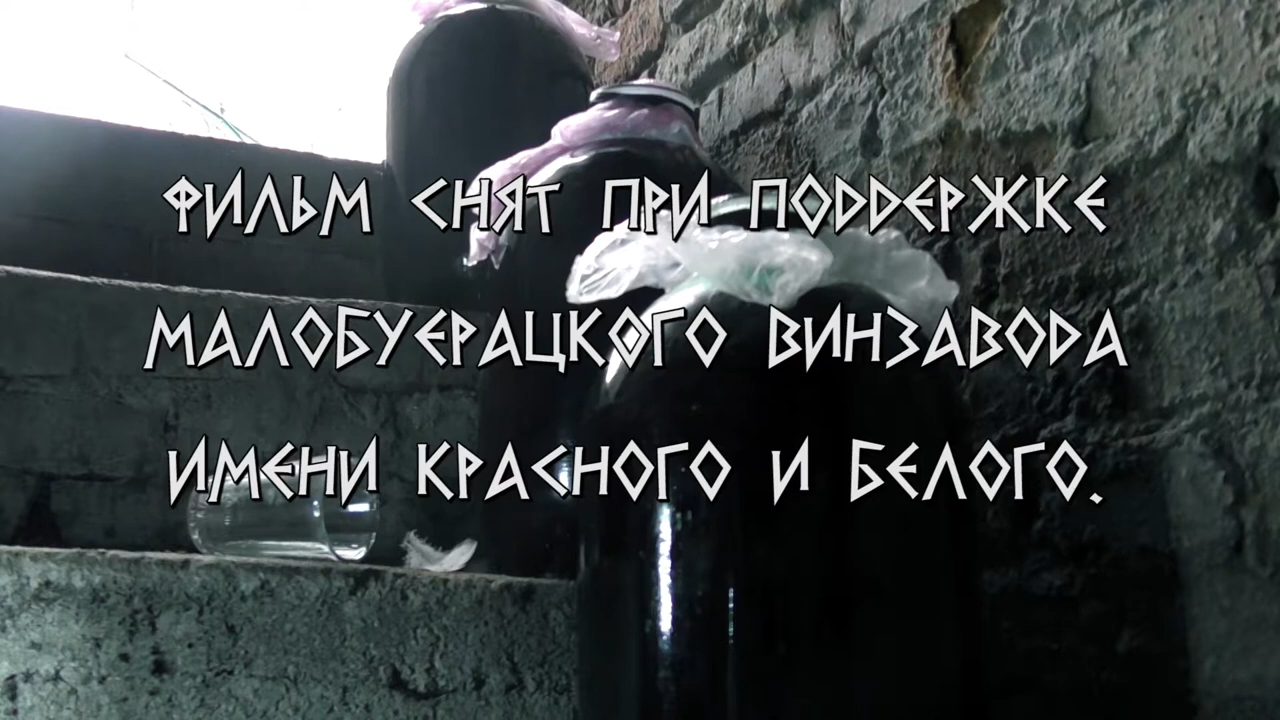 ФИЛЬМ СНЯТ ПРИ ПОДДЕРЖКЕ
МАЛОБУЕРАЦКОГО ВИНЗАВОДА
ИМЕНИ КРАСНОГО И БЕЛОГО.